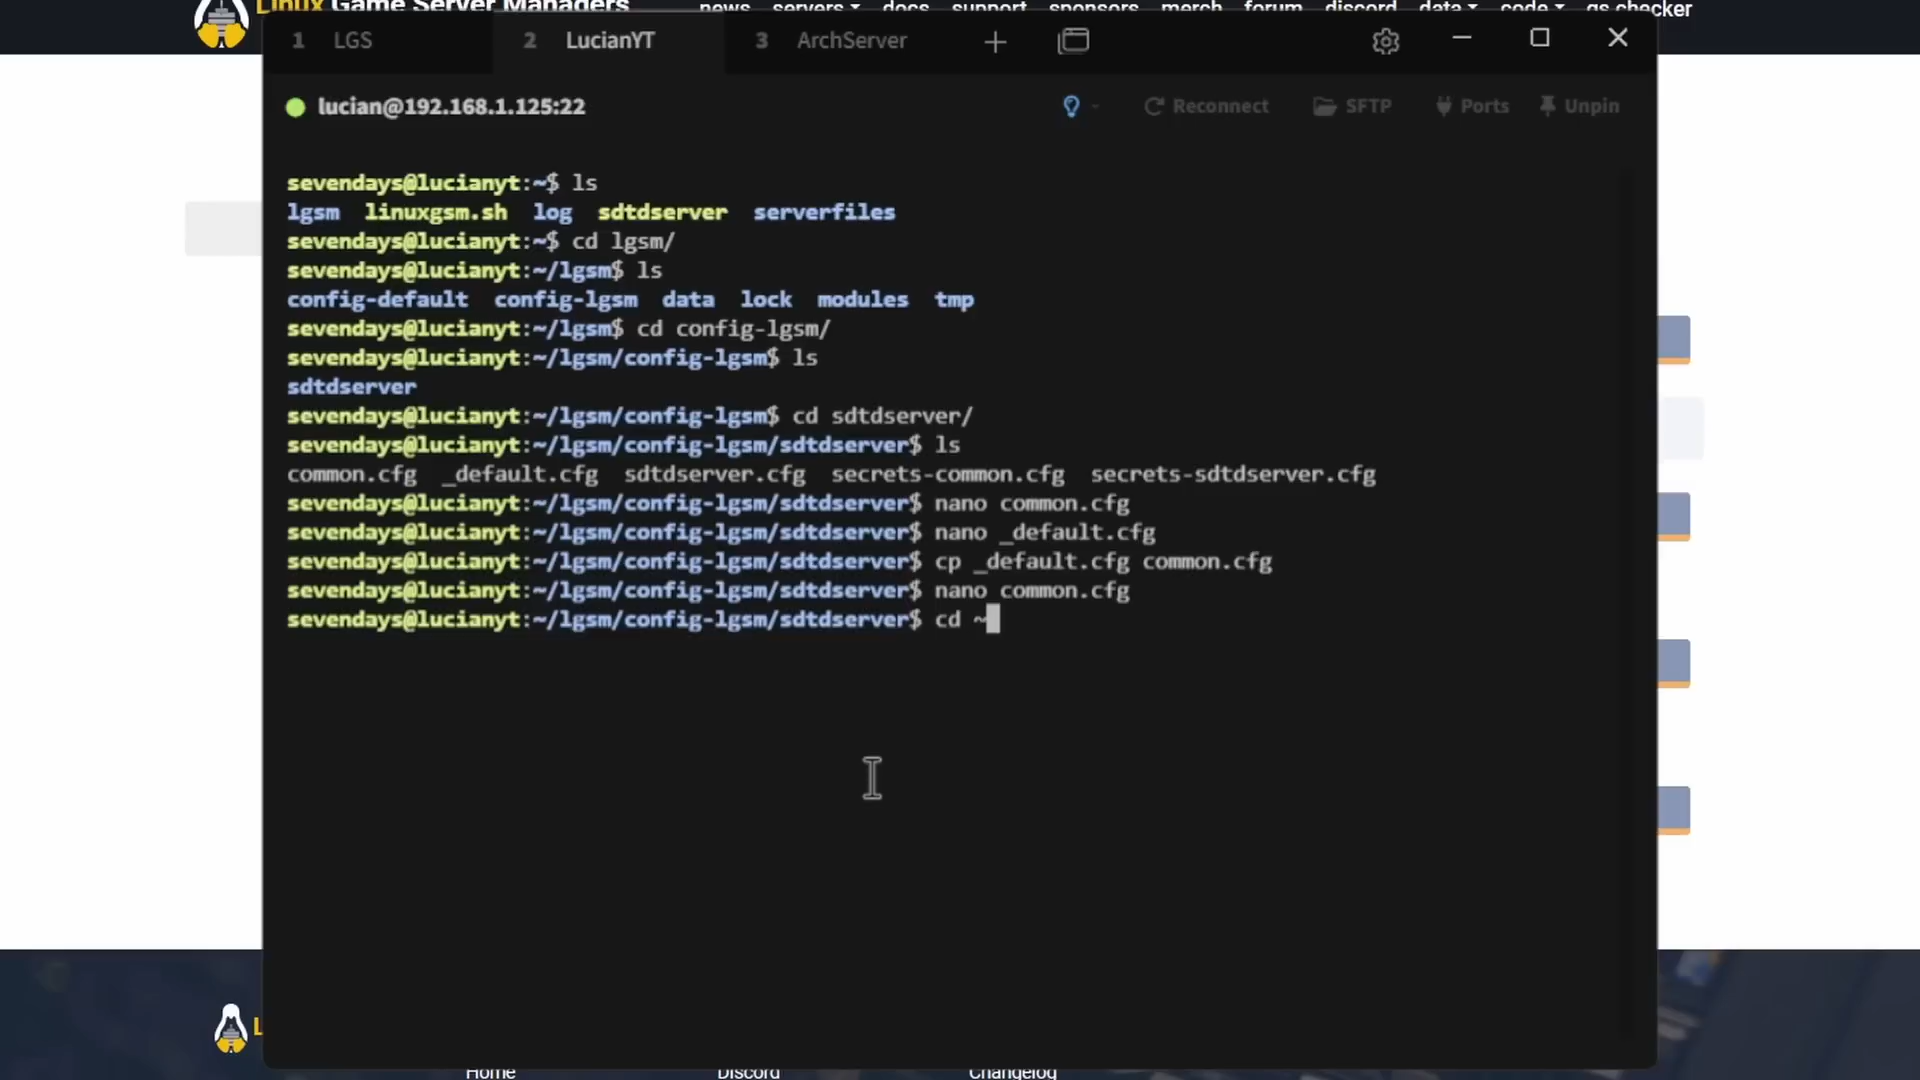 Linux Game Server Managers news servers docs support sponsors merch forum discord data code gs checker
1 LGS 2 LucianYT 3 ArchServer
lucian@192.168.1.125:22 Reconnect SFTP Ports Unpin
sevendays@lucianyt:~$ ls
lgsm linuxgsm.sh log sdtdserver serverfiles
sevendays@lucianyt:~$ cd lgsm/
sevendays@lucianyt:~/lgsm$ ls
config-default config-lgsm data lock modules tmp
sevendays@lucianyt:~/lgsm$ cd config-lgsm/
sevendays@lucianyt:~/lgsm/config-lgsm$ ls
sdtdserver
sevendays@lucianyt:~/lgsm/config-lgsm$ cd sdtdserver/
sevendays@lucianyt:~/lgsm/config-lgsm/sdtdserver$ ls
common.cfg _default.cfg sdtdserver.cfg secrets-common.cfg secrets-sdtdserver.cfg
sevendays@lucianyt:~/lgsm/config-lgsm/sdtdserver$ nano common.cfg
sevendays@lucianyt:~/lgsm/config-lgsm/sdtdserver$ nano _default.cfg
sevendays@lucianyt:~/lgsm/config-lgsm/sdtdserver$ cp _default.cfg common.cfg
sevendays@lucianyt:~/lgsm/config-lgsm/sdtdserver$ nano common.cfg
sevendays@lucianyt:~/lgsm/config-lgsm/sdtdserver$ cd ~
L
Home Discord Changelog